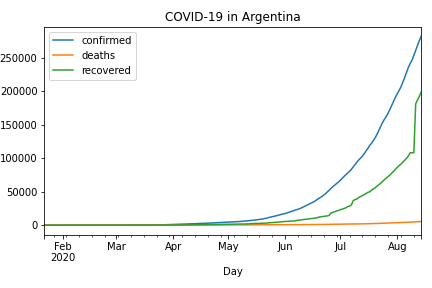 COVID-19 in Argentina
confirmed
deaths
recovered
250000
200000
150000
100000
50000
0
Feb Mar Apr May Jun Jul Aug
2020
Day